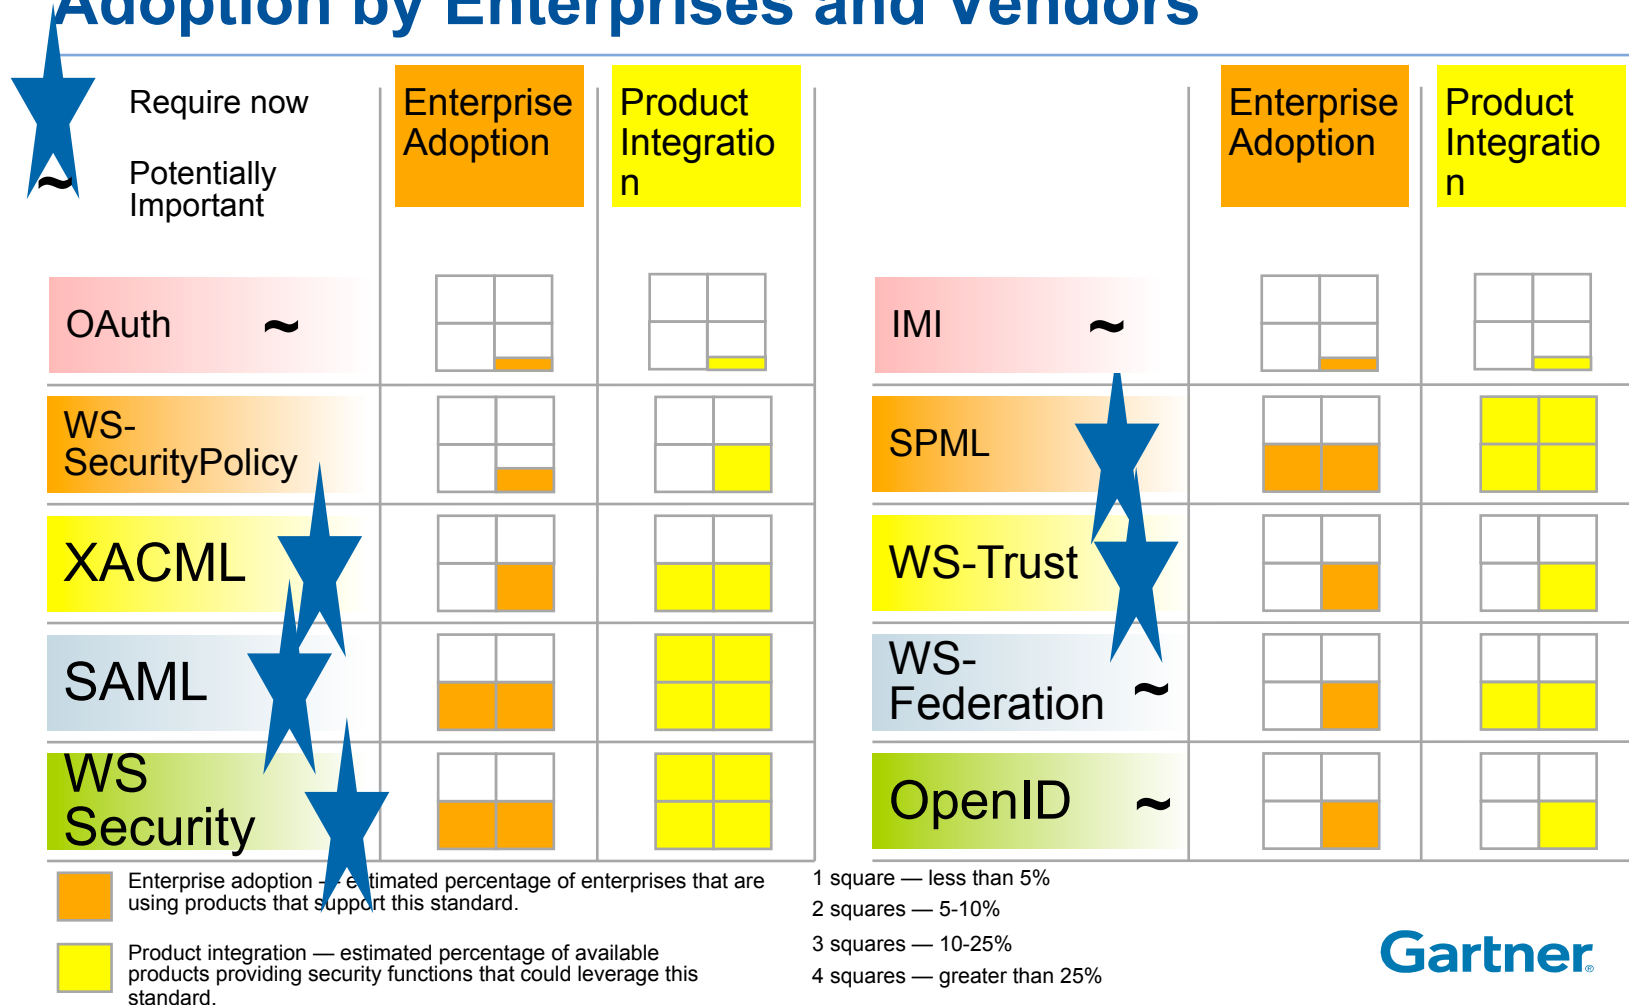 Adoption by Enterprises and Vendors
Require now
~
Potentially
Important
Enterprise
Adoption
Product
Integratio
n
Enterprise
Adoption
Product
Integratio
n
OAuth ~
IMI ~
WS-
SecurityPolicy
SPML
XACML
WS-Trust
SAML
WS-
Federation ~
WS
Security
OpenID ~
Enterprise adoption — estimated percentage of enterprises that are
using products that support this standard.
Product integration — estimated percentage of available
products providing security functions that could leverage this
standard.
1 square — less than 5%
2 squares — 5-10%
3 squares — 10-25%
4 squares — greater than 25%
Gartner®